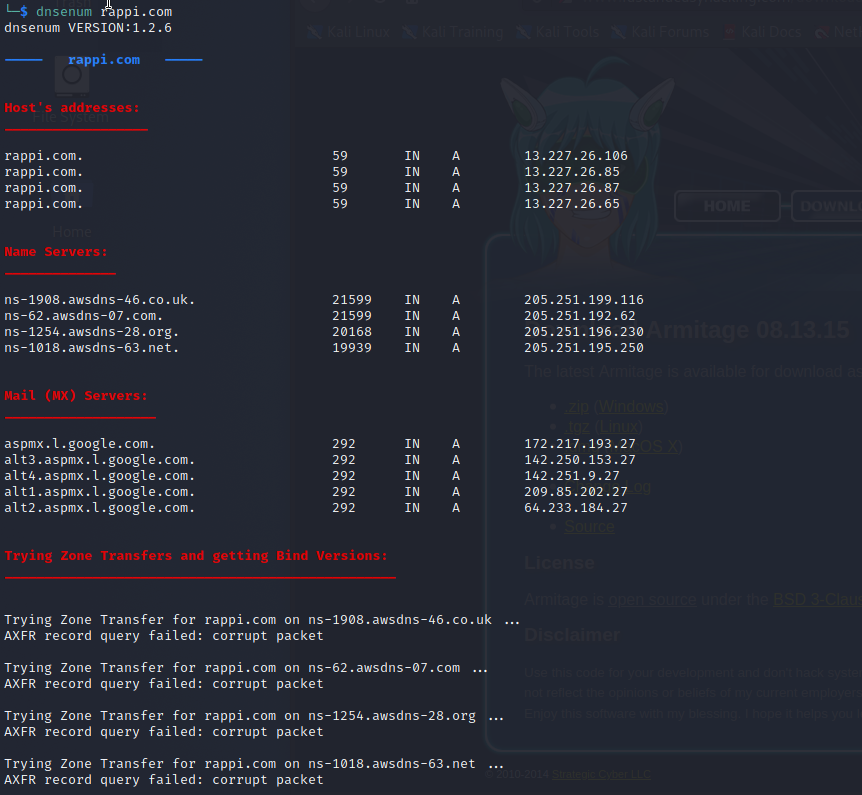 └─$ dnsenum rappi.com
dnsenum VERSION:1.2.6
----- rappi.com -----
Host's addresses:
rappi.com. 59 IN A 13.227.26.106
rappi.com. 59 IN A 13.227.26.85
rappi.com. 59 IN A 13.227.26.87
rappi.com. 59 IN A 13.227.26.65
Name Servers:
ns-1908.awsdns-46.co.uk. 21599 IN A 205.251.199.116
ns-62.awsdns-07.com. 21599 IN A 205.251.192.62
ns-1254.awsdns-28.org. 20168 IN A 205.251.196.230
ns-1018.awsdns-63.net. 19939 IN A 205.251.195.250
Mail (MX) Servers:
aspmx.l.google.com. 292 IN A 172.217.193.27
alt3.aspmx.l.google.com. 292 IN A 142.250.153.27
alt4.aspmx.l.google.com. 292 IN A 142.251.9.27
alt1.aspmx.l.google.com. 292 IN A 209.85.202.27
alt2.aspmx.l.google.com. 292 IN A 64.233.184.27
Trying Zone Transfers and getting Bind Versions:
Trying Zone Transfer for rappi.com on ns-1908.awsdns-46.co.uk ...
AXFR record query failed: corrupt packet
Trying Zone Transfer for rappi.com on ns-62.awsdns-07.com ...
AXFR record query failed: corrupt packet
Trying Zone Transfer for rappi.com on ns-1254.awsdns-28.org ...
AXFR record query failed: corrupt packet
Trying Zone Transfer for rappi.com on ns-1018.awsdns-63.net ...
AXFR record query failed: corrupt packet
File System
Home
Kali Linux Kali Training Kali Tools Kali Forums Kali Docs
HOME
Armitage 08.13.15
The latest Armitage is available for download
.zip (Windows)
.tgz (Linux)
OS X)
Source
License
Armitage is open source under the BSD 3-Clau
Disclaimer
Use this code for your development and don't hack
not reflect the opinions or beliefs of my current
Enjoy this software with my blessing. I hope it helps
© 2010-2014 Strategic Cyber LLC